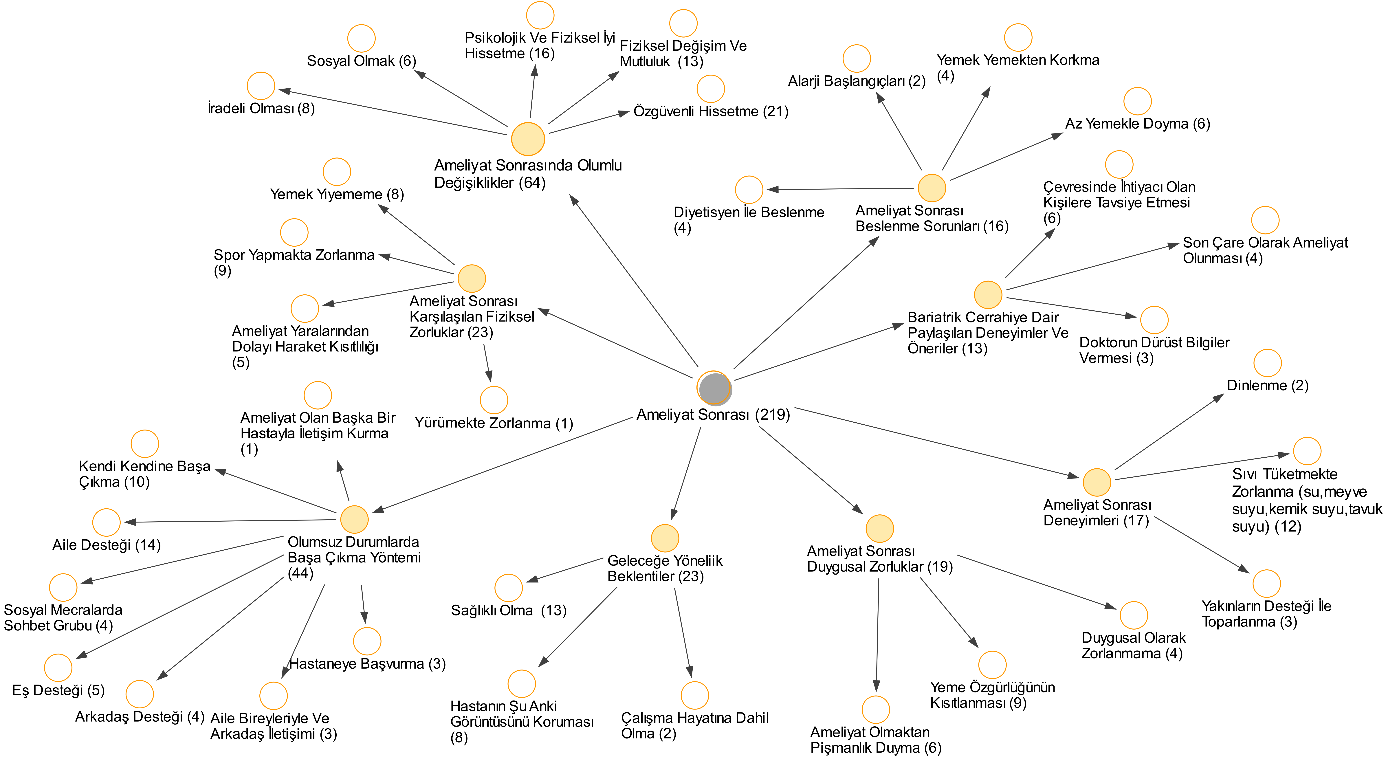 Psikolojik Ve Fiziksel İyi
Hissetme (16)
Fiziksel Değişim Ve
Mutluluk  (13)
Sosyal Olmak (6)
İradeli Olması (8)
Özgüvenli Hissetme (21)
Ameliyat Sonrasında Olumlu
Değişiklikler (64)
Yemek Yemekten Korkma
(4)
Alarji Başlangıçları (2)
Az Yemekle Doyma (6)
Diyetisyen İle Beslenme
(4)
Ameliyat Sonrası
Beslenme Sorunları (16)
Çevresinde İhtiyacı Olan
Kişilere Tavsiye Etmesi
(6)
Son Çare Olarak Ameliyat
Olunması (4)
Bariatrik Cerrahiye Dair
Paylaşılan Deneyimler Ve
Öneriler (13)
Doktorun Dürüst Bilgiler
Vermesi (3)
Yemek Yiyememe (8)
Spor Yapmakta Zorlanma
(9)
Ameliyat Sonrası
Karşılaşılan Fiziksel
Zorluklar (23)
Ameliyat Yaralarından
Dolayı Haraket Kısıtlılığı
(5)
Yürümekte Zorlanma (1)
Ameliyat Sonrası (219)
Dinlenme (2)
Sıvı  Tüketmekte
Zorlanma (su,meyve
suyu,kemik suyu,tavuk
suyu) (12)
Ameliyat Sonrası
Deneyimleri (17)
Yakınların Desteği İle
Toparlanma (3)
Ameliyat Olan Başka Bir
Hastayla İletişim Kurma
(1)
Kendi Kendine Başa
Çıkma (10)
Aile Desteği (14)
Olumsuz Durumlarda
Başa Çıkma Yöntemi
(44)
Sosyal Mecralarda
Sohbet Grubu (4)
Eş Desteği (5)
Arkadaş Desteği (4)
Aile Bireyleriyle Ve
Arkadaş İletişimi (3)
Hastaneye Başvurma (3)
Geleceğe Yöneliik
Beklentiler (23)
Sağlıklı Olma  (13)
Hastanın Şu Anki
Görüntüsünü Koruması
(8)
Çalışma Hayatına Dahil
Olma (2)
Ameliyat Sonrası
Duygusal Zorluklar (19)
Duygusal Olarak
Zorlanmama (4)
Yeme Özgürlüğünün
Kısıtlanması (9)
Ameliyat Olmaktan
Pişmanlık Duyma (6)